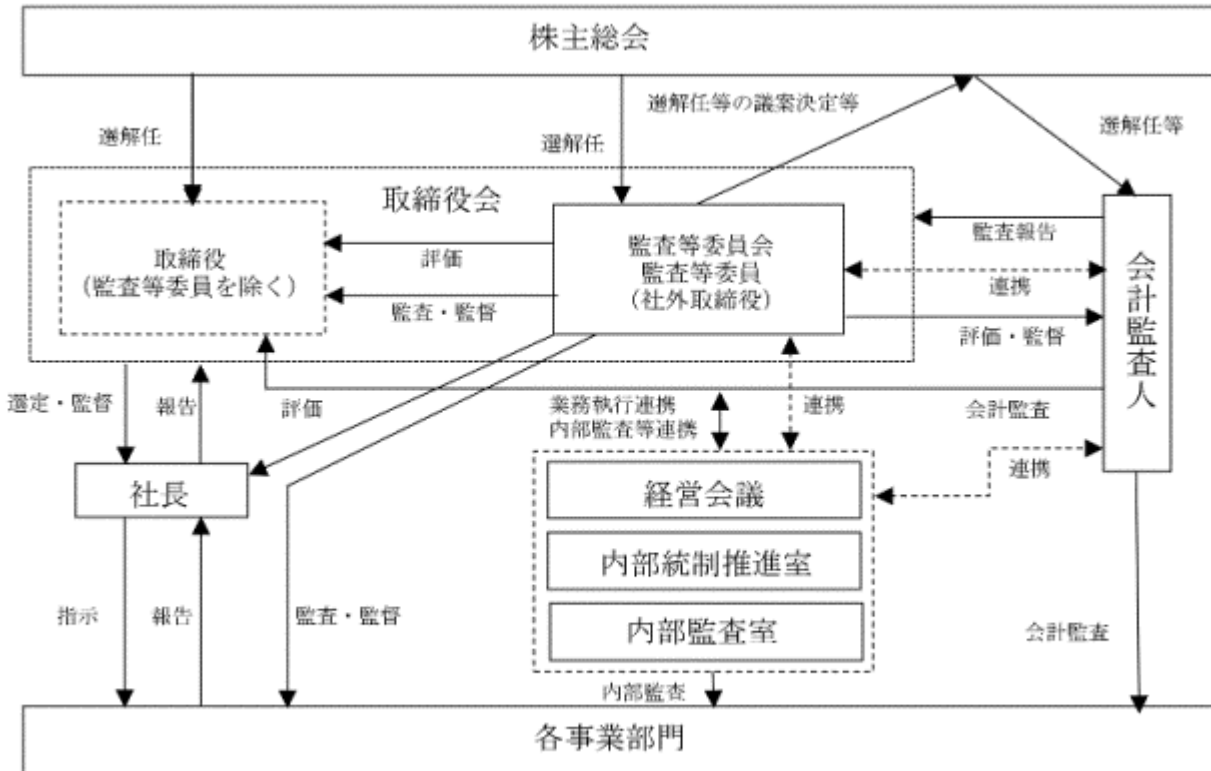 株主総会
選解任
選解任
選解任等の議案決定等
選解任等
取締役会
取締役
（監査等委員を除く）
評価
監査・監督
監査等委員会
監査等委員
（社外取締役）
監査報告
連携
評価・監督
会計監査人
選定・監督
報告
評価
業務執行連携
内部監査等連携
連携
会計監査
連携
社長
経営会議
内部統制推進室
内部監査室
指示
報告
監査・監督
会計監査
内部監査
各事業部門